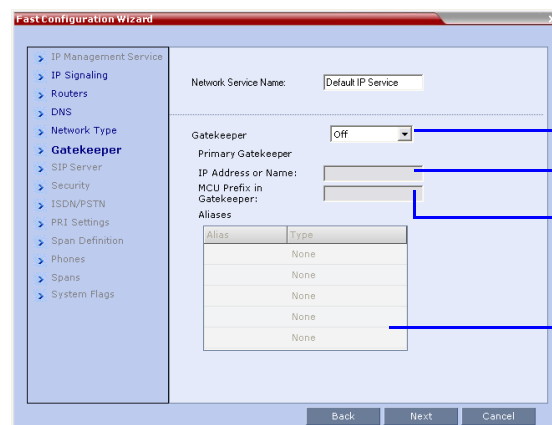 Fast Configuration Wizard
IP Management Service
IP Signaling
Routers
DNS
Network Type
Gatekeeper
SIP Server
Security
ISDN/PSTN
PRI Settings
Span Definition
Phones
Spans
System Flags
Network Service Name: Default IP Service
Gatekeeper Off
Primary Gatekeeper
IP Address or Name:
MCU Prefix in
Gatekeeper:
Aliases
Alias Type
None
None
None
None
None
Back Next Cancel